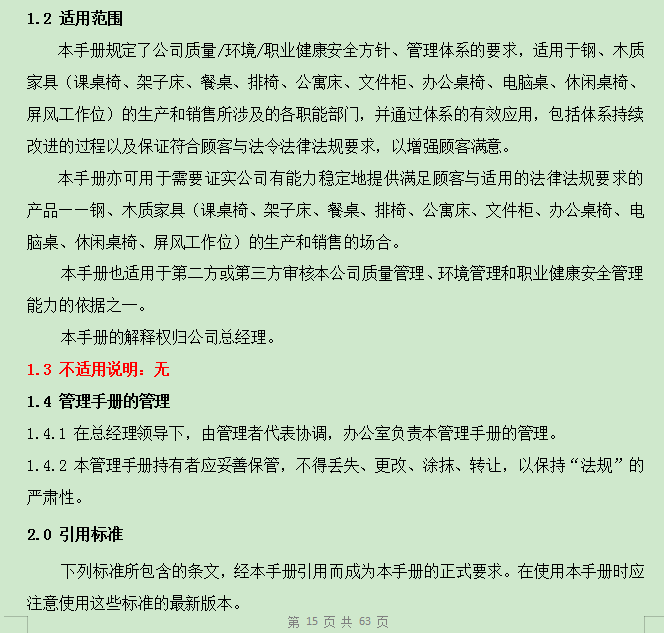 1.2 适用范围
本手册规定了公司质量/环境/职业健康安全方针、管理体系的要求，适用于钢、木质
家具（课桌椅、架子床、餐桌、排椅、公寓床、文件柜、办公桌椅、电脑桌、休闲桌椅、
屏风工作位）的生产和销售所涉及的各职能部门，并通过体系的有效应用，包括体系持续
改进的过程以及保证符合顾客与法令法律法规要求，以增强顾客满意。
本手册亦可用于需要证实公司有能力稳定地提供满足顾客与适用的法律法规要求的
产品——钢、木质家具（课桌椅、架子床、餐桌、排椅、公寓床、文件柜、办公桌椅、电
脑桌、休闲桌椅、屏风工作位）的生产和销售的场合。
本手册也适用于第二方或第三方审核本公司质量管理、环境管理和职业健康安全管理
能力的依据之一。
本手册的解释权归公司总经理。
1.3 不适用说明：无
1.4 管理手册的管理
1.4.1 在总经理领导下，由管理者代表协调，办公室负责本管理手册的管理。
1.4.2 本管理手册持有者应妥善保管，不得丢失、更改、涂抹、转让，以保持“法规”的
严肃性。
2.0 引用标准
下列标准所包含的条文，经本手册引用而成为本手册的正式要求。在使用本手册时应
注意使用这些标准的最新版本。
第 15 页 共 63 页